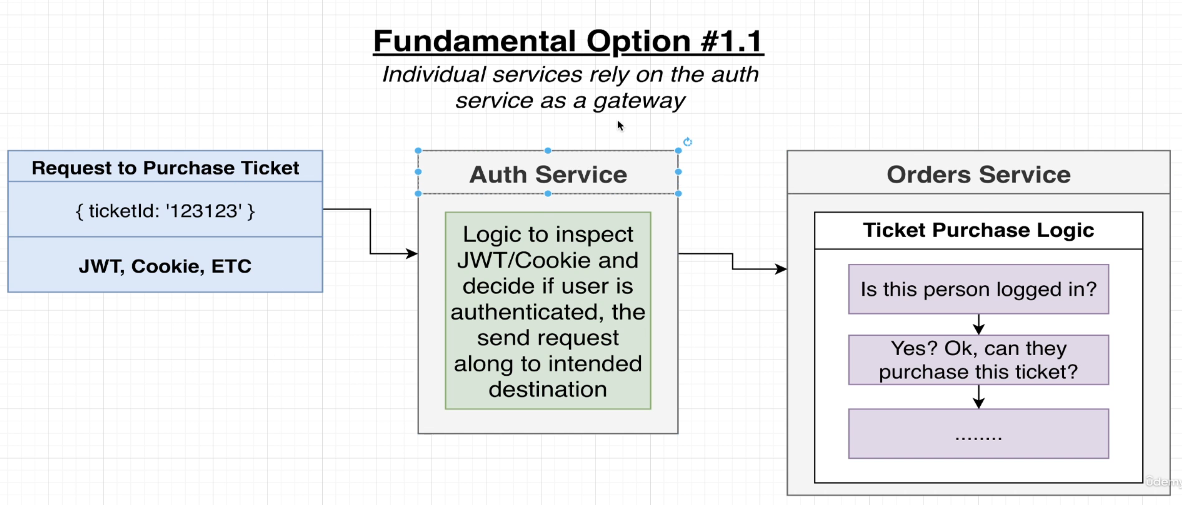 Fundamental Option #1.1
Individual services rely on the auth
service as a gateway
Request to Purchase Ticket
{ ticketId: '123123' }
JWT, Cookie, ETC
Auth Service
Logic to inspect
JWT/Cookie and
decide if user is
authenticated, the
send request
along to intended
destination
Orders Service
Ticket Purchase Logic
Is this person logged in?
Yes? Ok, can they
purchase this ticket?
........